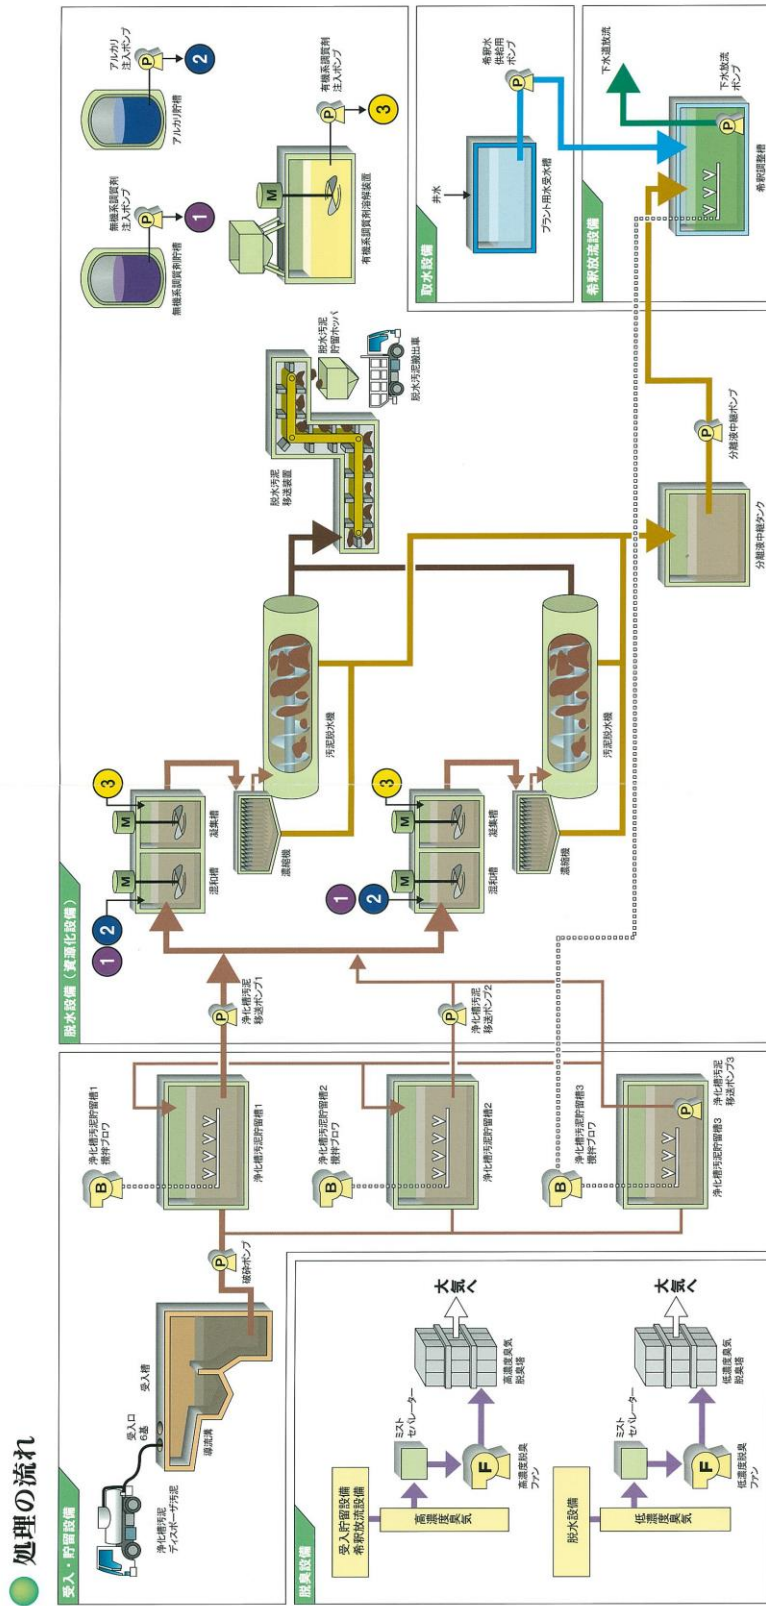 処理の流れ
受入・貯留設備
浄化槽汚泥
ディスポーザ汚泥
受入口
6基
受入槽
導流溝
P
破砕ポンプ
B
浄化槽汚泥貯留槽1
攪拌ブロワ
浄化槽汚泥貯留槽1
B
浄化槽汚泥貯留槽2
攪拌ブロワ
浄化槽汚泥貯留槽2
B
浄化槽汚泥貯留槽3
攪拌ブロワ
浄化槽汚泥貯留槽3
P
浄化槽汚泥
移送ポンプ3
脱水設備（資源化設備）
P
浄化槽汚泥
移送ポンプ1
P
浄化槽汚泥
移送ポンプ2
1
2
3
M
M
混和槽
凝集槽
濃縮機
汚泥脱水機
1
2
3
M
M
混和槽
凝集槽
濃縮機
汚泥脱水機
脱水汚泥
移送装置
脱水汚泥
貯留ホッパ
脱水汚泥搬出車
分離液中継タンク
P
分離液中継ポンプ
無機系調質剤貯槽
P
無機系調質剤
注入ポンプ
1
アルカリ貯槽
P
アルカリ
注入ポンプ
2
M
有機系調質剤溶解装置
P
有機系調質剤
注入ポンプ
3
取水設備
井水
プラント用水受水槽
P
希釈水
供給用
ポンプ
希釈放流設備
下水道放流
P
下水放流
ポンプ
希釈調整槽
脱臭設備
受入貯留設備
希釈放流設備
高濃度臭気
ミスト
セパレーター
F
高濃度脱臭
ファン
高濃度臭気
脱臭塔
大気へ
脱水設備
低濃度臭気
ミスト
セパレーター
F
低濃度脱臭
ファン
低濃度臭気
脱臭塔
大気へ